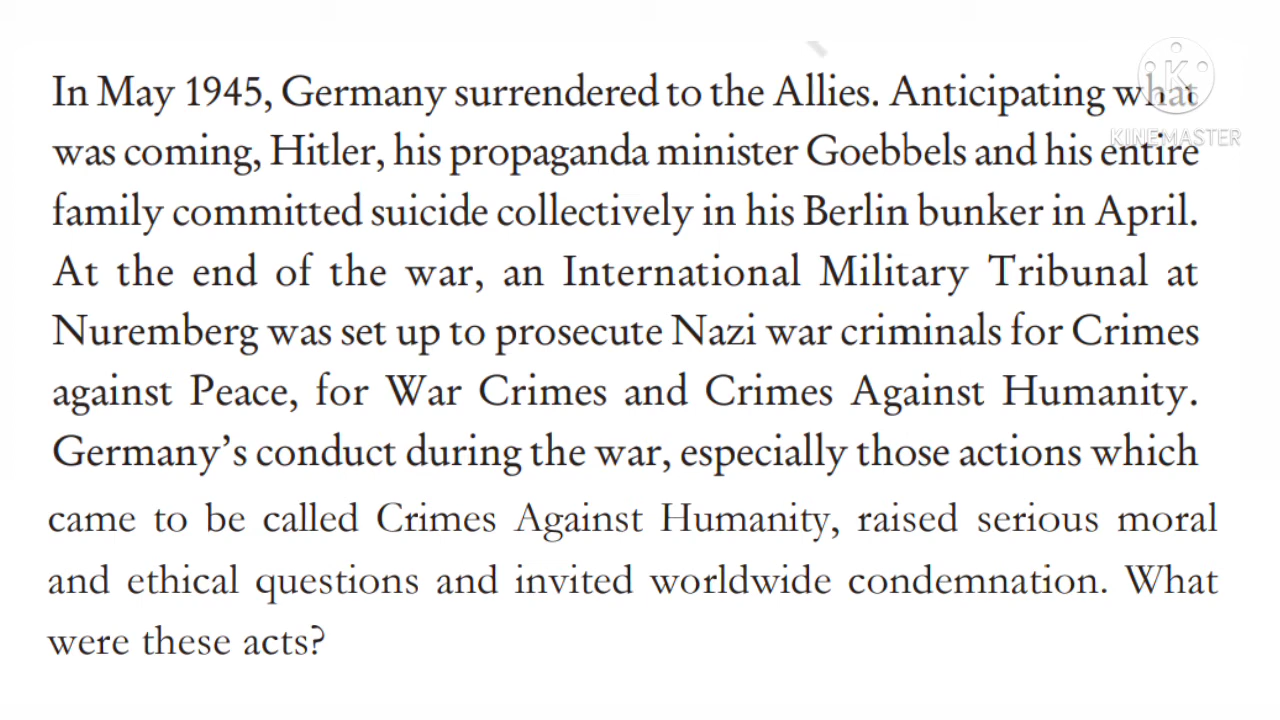 In May 1945, Germany surrendered to the Allies. Anticipating what
KINEMASTER
was coming, Hitler, his propaganda minister Goebbels and his entire
family committed suicide collectively in his Berlin bunker in April.
At the end of the war, an International Military Tribunal at
Nuremberg was set up to prosecute Nazi war criminals for Crimes
against Peace, for War Crimes and Crimes Against Humanity.
Germany’s conduct during the war, especially those actions which
came to be called Crimes Against Humanity, raised serious moral
and ethical questions and invited worldwide condemnation. What
were these acts?